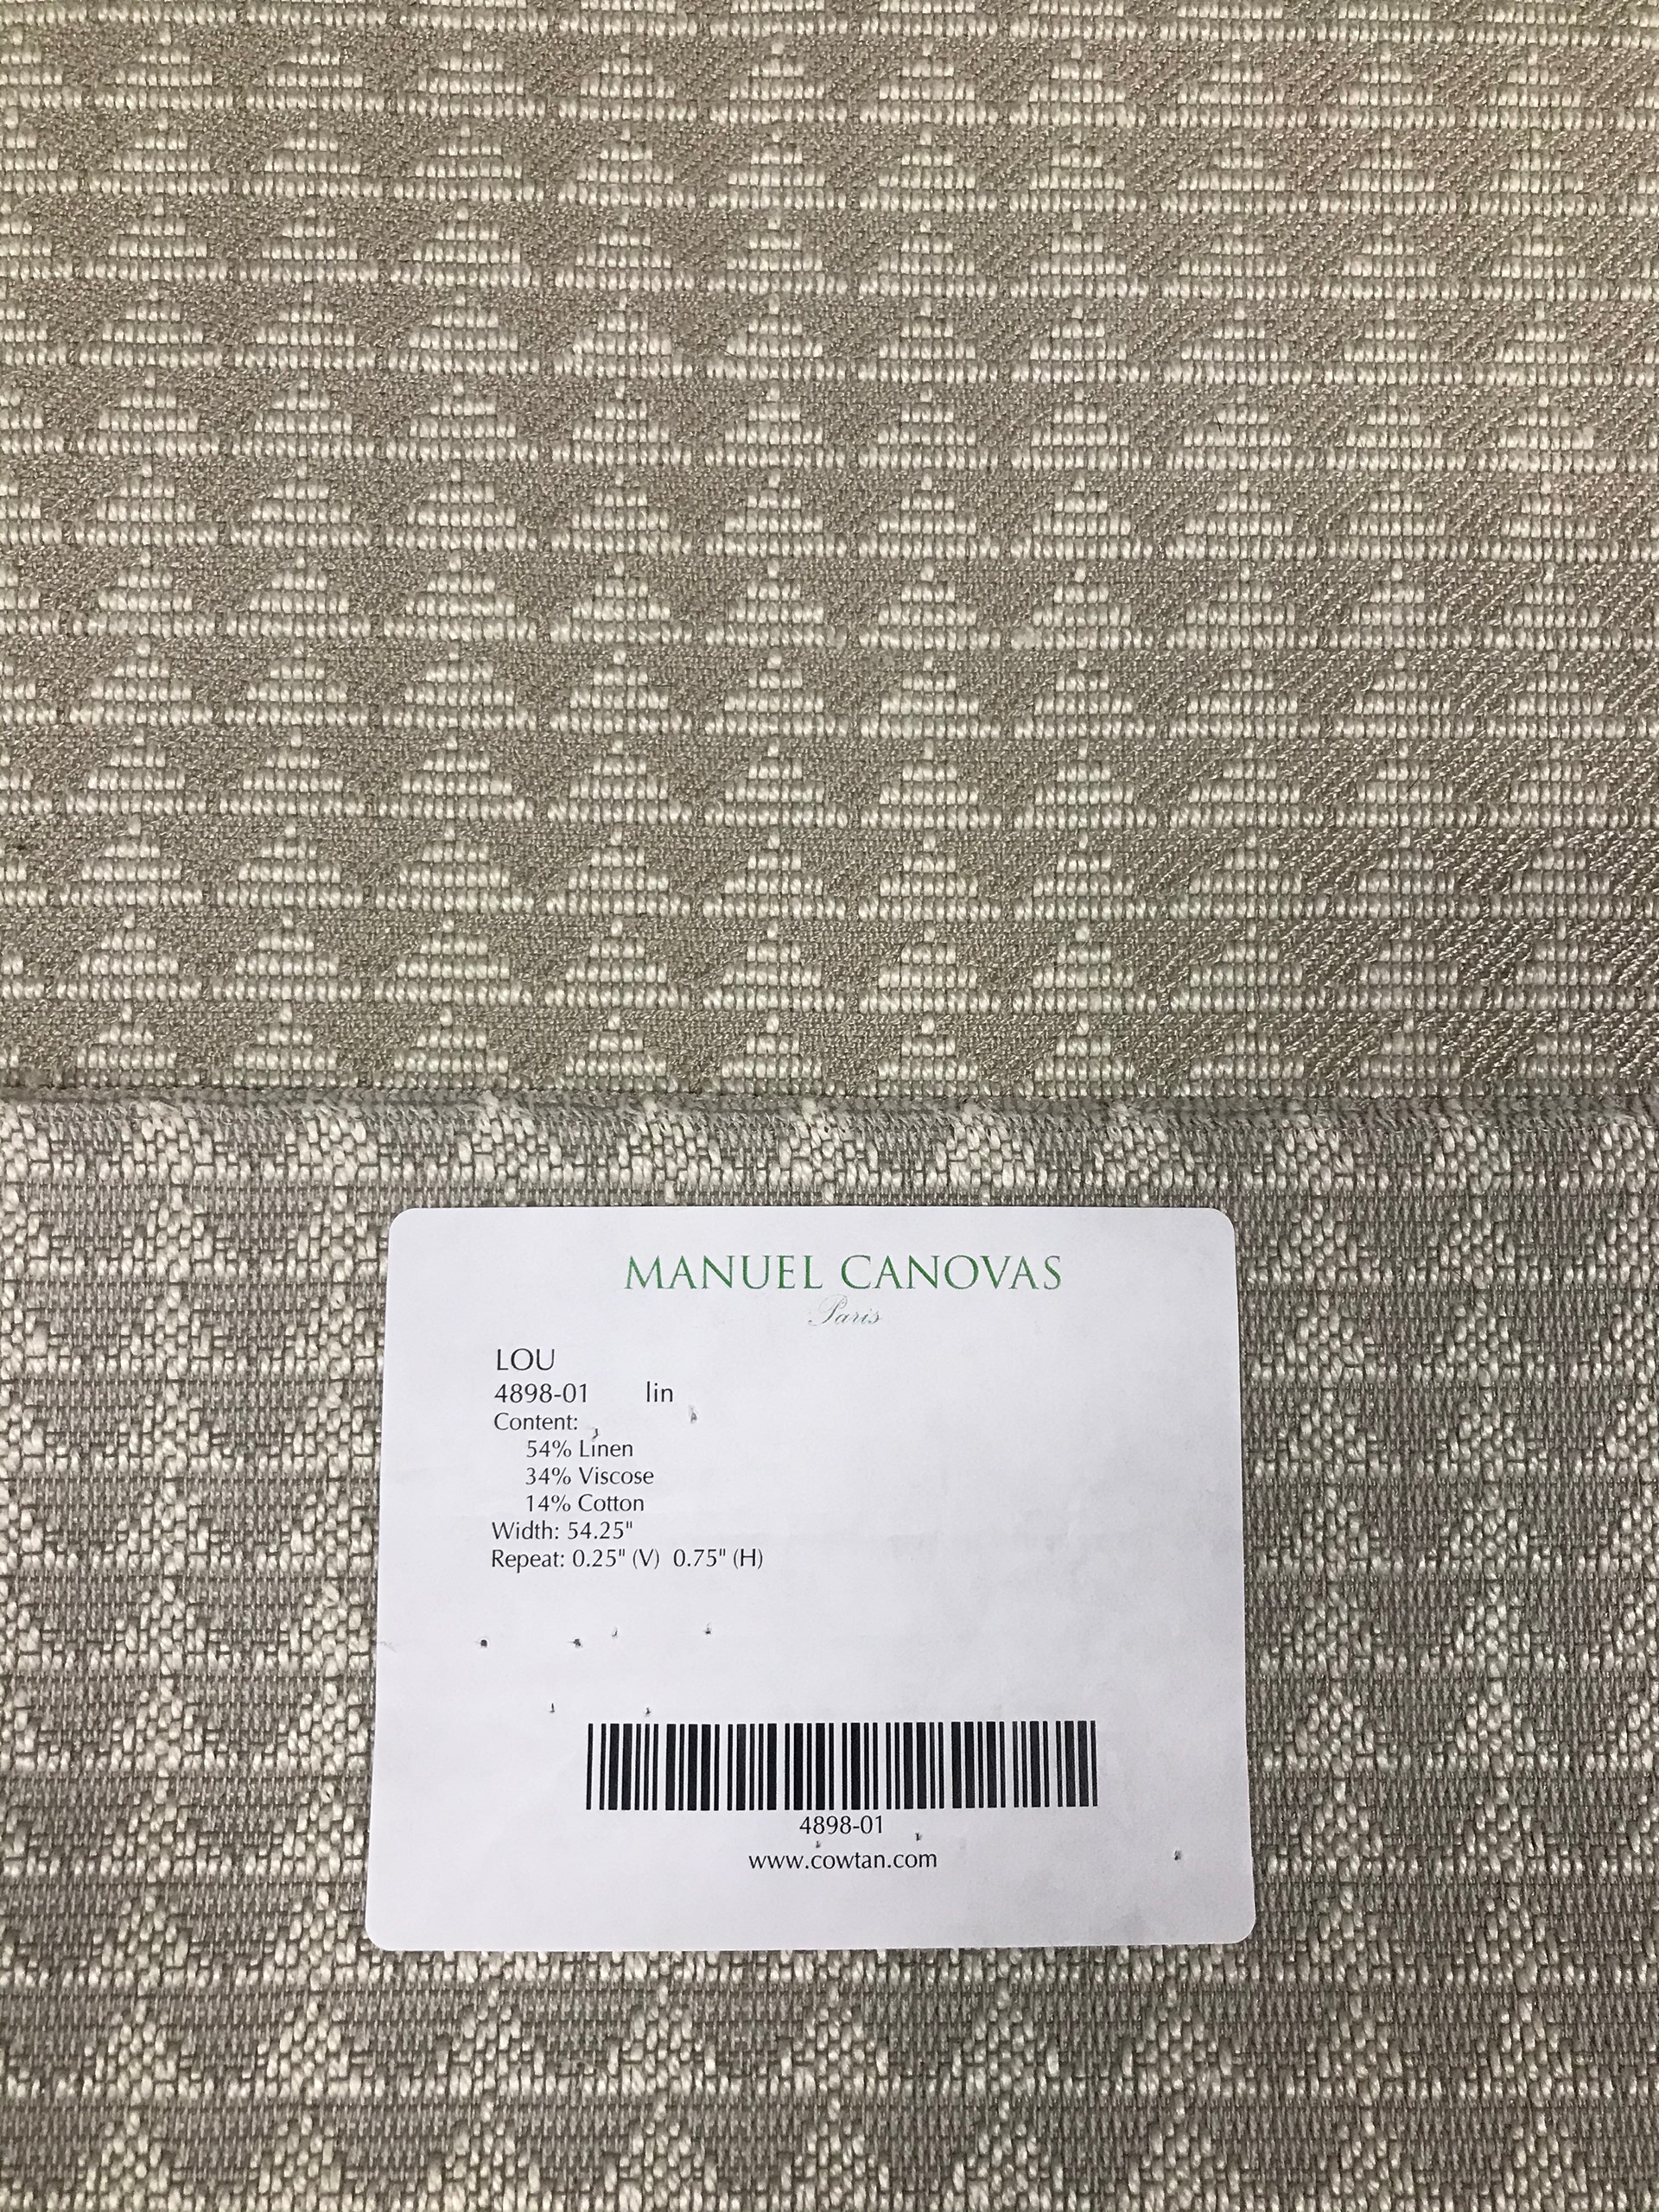 MANUEL CANOVAS
Paris
LOU
4898-01 lin
Content:
54% Linen
34% Viscose
14% Cotton
Width: 54.25"
Repeat: 0.25" (V) 0.75" (H)
4898-01
www.cowtan.com